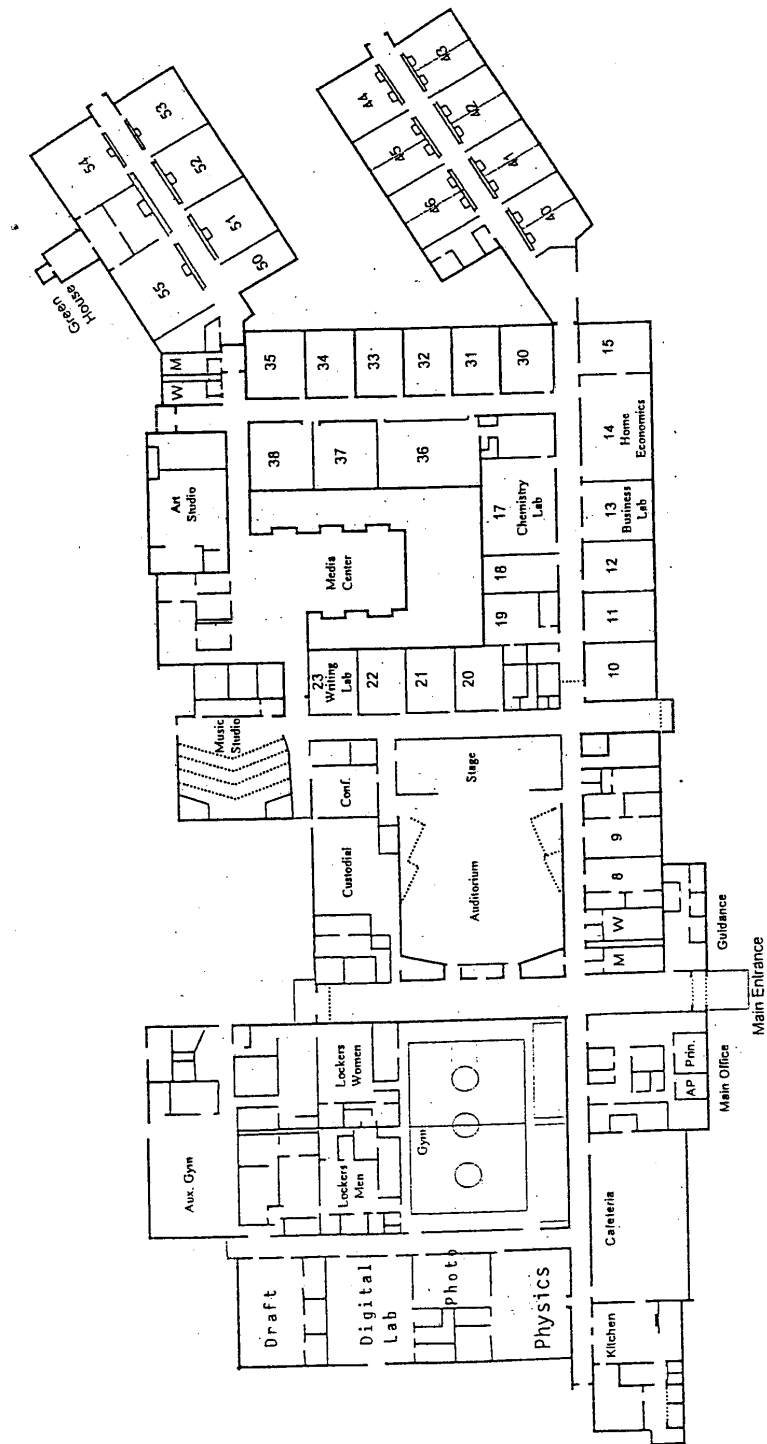 Green
House
54
53
52
51
50
55
44
43
42
41
40
45
46
M
W
35
34
33
32
31
30
15
14
Home
Economics
13
Business
Lab
12
11
10
38
37
36
17
Chemistry
Lab
18
19
Art
Studio
Media
Center
23
Writing
Lab
22
21
20
Music
Studio
Conf.
Custodial
Stage
Auditorium
9
8
W
M
Guidance
Main Entrance
Main Office
AP
Prin.
Lockers
Women
Lockers
Men
Aux. Gym
Gym
Cafeteria
Kitchen
Draft
Digital
Lab
Photo
Physics